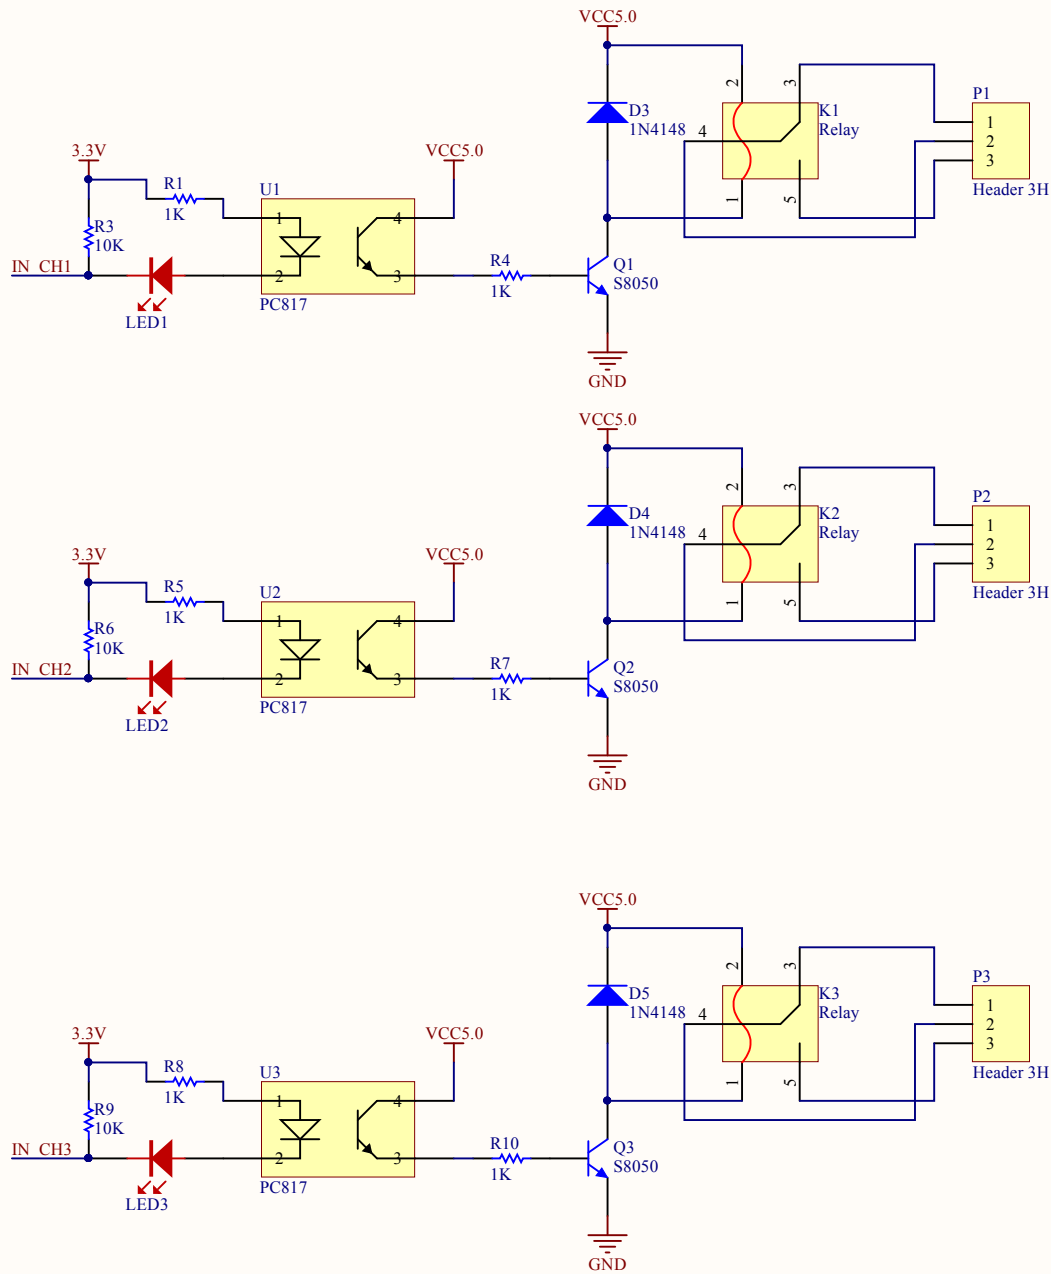 VCC5.0
2
3
D3
1N4148
K1
Relay
4
P1
1
2
3
Header 3H
1
5
3.3V
R1
1K
R3
10K
IN_CH1
LED1
U1
1
2
4
3
PC817
VCC5.0
R4
1K
Q1
S8050
GND
VCC5.0
2
3
D4
1N4148
K2
Relay
4
P2
1
2
3
Header 3H
1
5
3.3V
R5
1K
R6
10K
IN_CH2
LED2
U2
1
2
4
3
PC817
VCC5.0
R7
1K
Q2
S8050
GND
VCC5.0
2
3
D5
1N4148
K3
Relay
4
P3
1
2
3
Header 3H
1
5
3.3V
R8
1K
R9
10K
IN_CH3
LED3
U3
1
2
4
3
PC817
VCC5.0
R10
1K
Q3
S8050
GND